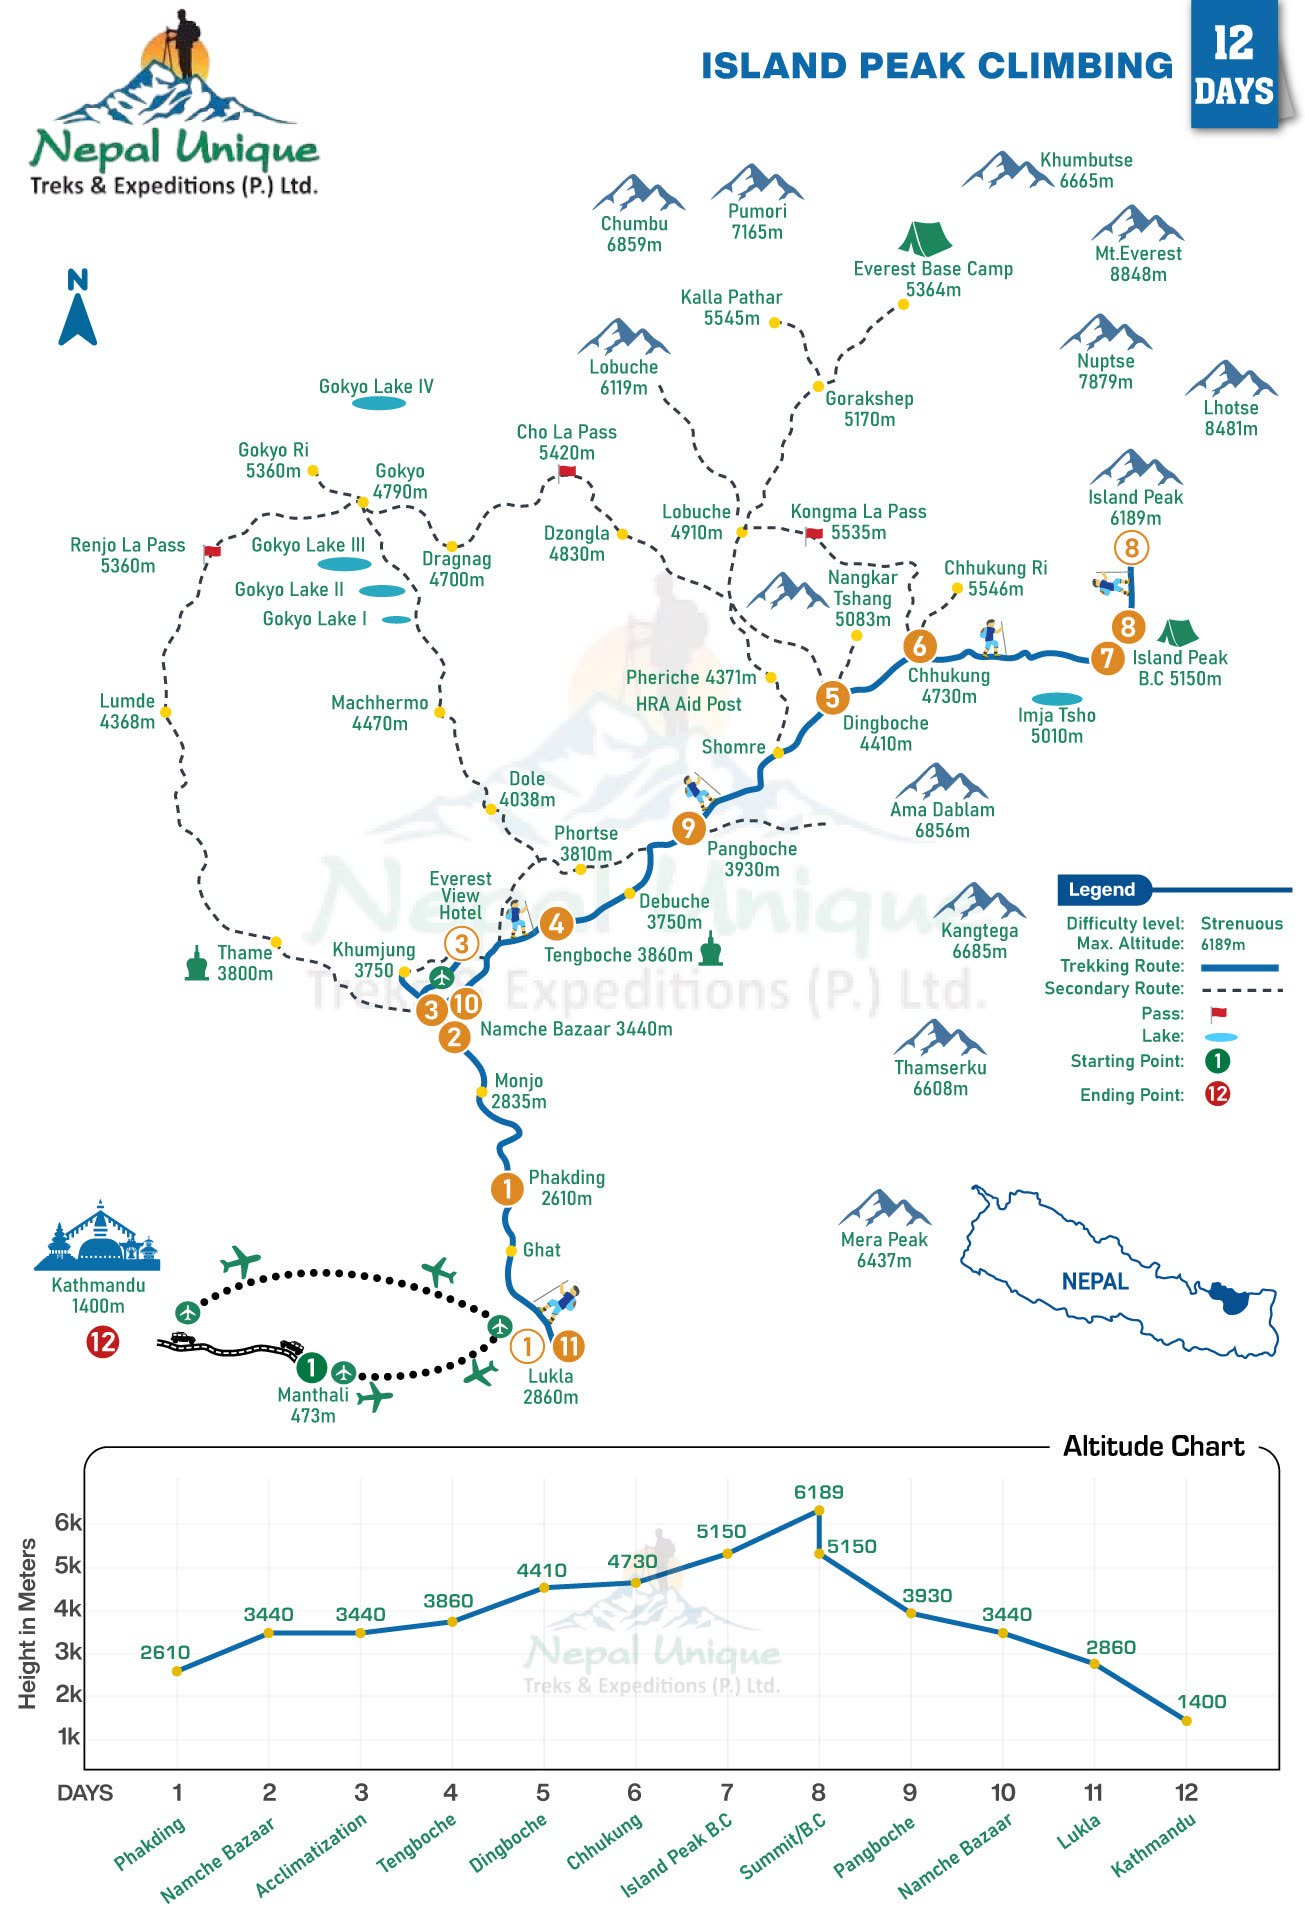 Nepal Unique
Treks & Expeditions (P.) Ltd.
ISLAND PEAK CLIMBING
12
DAYS
N
Khumbutse
6665m
Chumbu
6859m
Pumori
7165m
Mt.Everest
8848m
Everest Base Camp
5364m
Kalla Pathar
5545m
Lobuche
6119m
Nuptse
7879m
Lhotse
8481m
Gorakshep
5170m
Gokyo Lake IV
Cho La Pass
5420m
Gokyo Ri
5360m
Gokyo
4790m
Island Peak
6189m
8
Renjo La Pass
5360m
Gokyo Lake III
Gokyo Lake II
Gokyo Lake I
Dragnag
4700m
Dzongla
4830m
Lobuche
4910m
Kongma La Pass
5535m
Nangkar
Tshang
5083m
Chhukung Ri
5546m
8
7
Island Peak
B.C 5150m
6
Chhukung
4730m
Imja Tsho
5010m
5
Dingboche
4410m
Pheriche 4371m
HRA Aid Post
Shomre
Lumde
4368m
Machhermo
4470m
Dole
4038m
Phortse
3810m
9
Pangboche
3930m
Ama Dablam
6856m
Everest
View
Hotel
3
4
Debuche
3750m
Tengboche 3860m
Kangtega
6685m
Thame
3800m
Khumjung
3750
3
10
2
Namche Bazaar 3440m
Nepal Unique
Treks & Expeditions (P.) Ltd.
Legend
Difficulty level: Strenuous
Max. Altitude: 6189m
Trekking Route:
Secondary Route:
Pass:
Lake:
Starting Point: 1
Ending Point: 12
Thamserku
6608m
Monjo
2835m
1
Phakding
2610m
Ghat
Mera Peak
6437m
NEPAL
Kathmandu
1400m
12
1
Manthali
473m
1
11
Lukla
2860m
Altitude Chart
Height in Meters
6k
5k
4k
3k
2k
1k
2610
3440
3440
3860
4410
4730
5150
6189
5150
3930
3440
2860
1400
Nepal Unique
Treks & Expeditions (P.) Ltd.
DAYS 1 2 3 4 5 6 7 8 9 10 11 12
Phakding
Namche Bazaar
Acclimatization
Tengboche
Dingboche
Chhukung
Island Peak B.C
Summit/B.C
Pangboche
Namche Bazaar
Lukla
Kathmandu